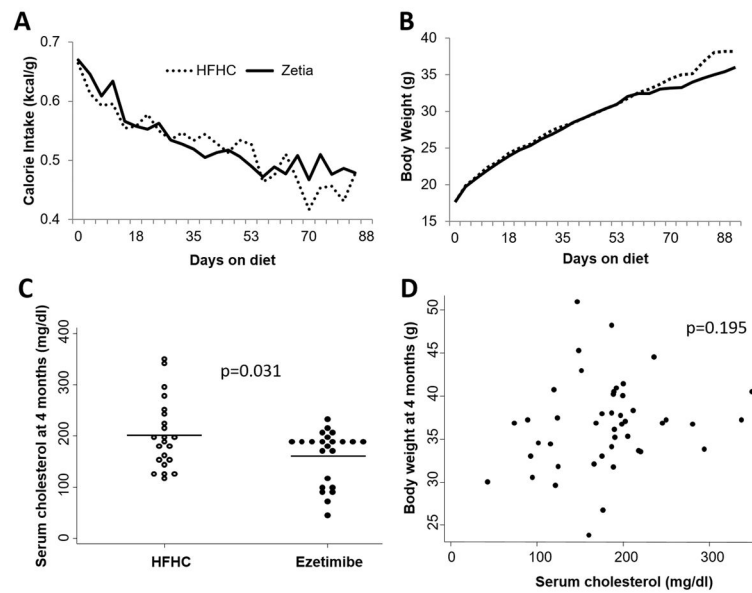 A
Calorie Intake (kcal/g)
0.7
0.6
0.5
0.4
HFHC
Zetia
0
18
35
53
70
88
Days on diet
B
Body Weight (g)
40
35
30
25
20
15
0
18
35
53
70
88
Days on diet
C
Serum cholesterol at 4 months (mg/dl)
400
300
200
100
0
p=0.031
HFHC
Ezetimibe
D
Body weight at 4 months (g)
50
45
40
35
30
25
p=0.195
0
100
200
300
Serum cholesterol (mg/dl)